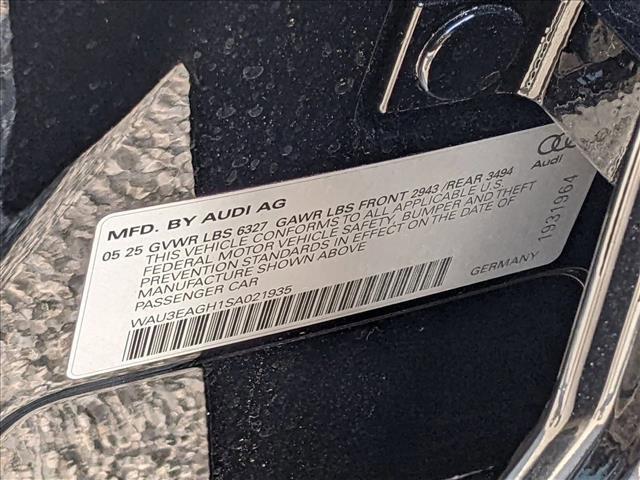 MFD. BY AUDI AG
Audi
05 25 GVWR LBS 6327 GAWR LBS FRONT 2943 /REAR 3494
THIS VEHICLE CONFORMS TO ALL APPLICABLE U.S.
FEDERAL MOTOR VEHICLE SAFETY, BUMPER AND THEFT
PREVENTION STANDARDS IN EFFECT ON THE DATE OF
MANUFACTURE SHOWN ABOVE
PASSENGER CAR
WAU3EAGH1SA021935
GERMANY
1931964